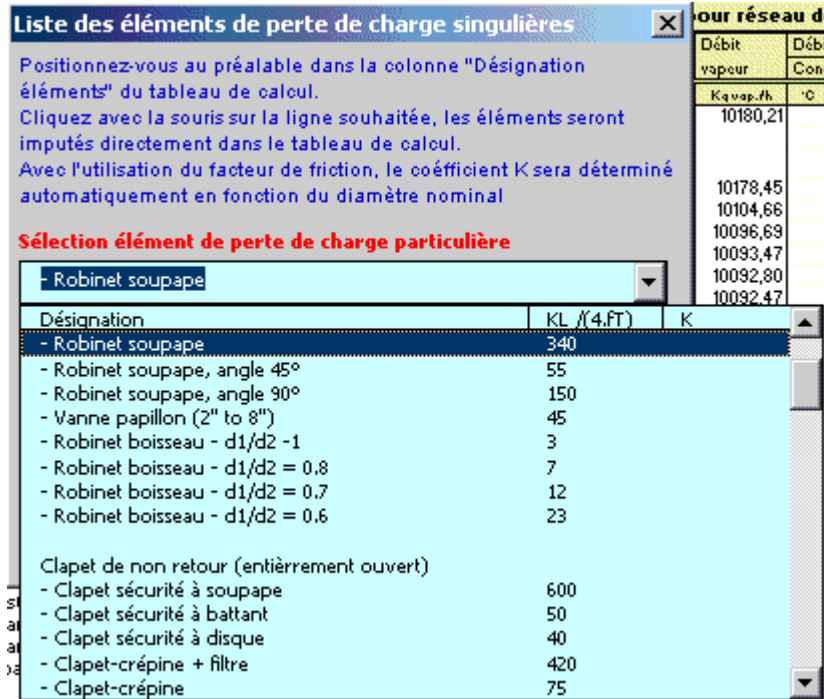 Liste des éléments de perte de charge singulières
Positionnez-vous au préalable dans la colonne "Désignation
éléments" du tableau de calcul.
Cliquez avec la souris sur la ligne souhaitée, les éléments seront
imputés directement dans le tableau de calcul.
Avec l'utilisation du facteur de friction, le coéfficient K sera déterminé
automatiquement en fonction du diamètre nominal
Sélection élément de perte de charge particulière
- Robinet soupape
Désignation KL /(4.fT) K
- Robinet soupape 340
- Robinet soupape, angle 45° 55
- Robinet soupape, angle 90° 150
- Vanne papillon (2" to 8") 45
- Robinet boisseau - d1/d2 -1 3
- Robinet boisseau - d1/d2 = 0.8 7
- Robinet boisseau - d1/d2 = 0.7 12
- Robinet boisseau - d1/d2 = 0.6 23
Clapet de non retour (entièrrement ouvert)
- Clapet sécurité à soupape 600
- Clapet sécurité à battant 50
- Clapet sécurité à disque 40
- Clapet-crépine + filtre 420
- Clapet-crépine 75
our réseau d
Débit Déb
vapeur Con
Kg vap./h °C
10180,21
10178,45
10104,66
10096,69
10093,47
10092,80
10092,47